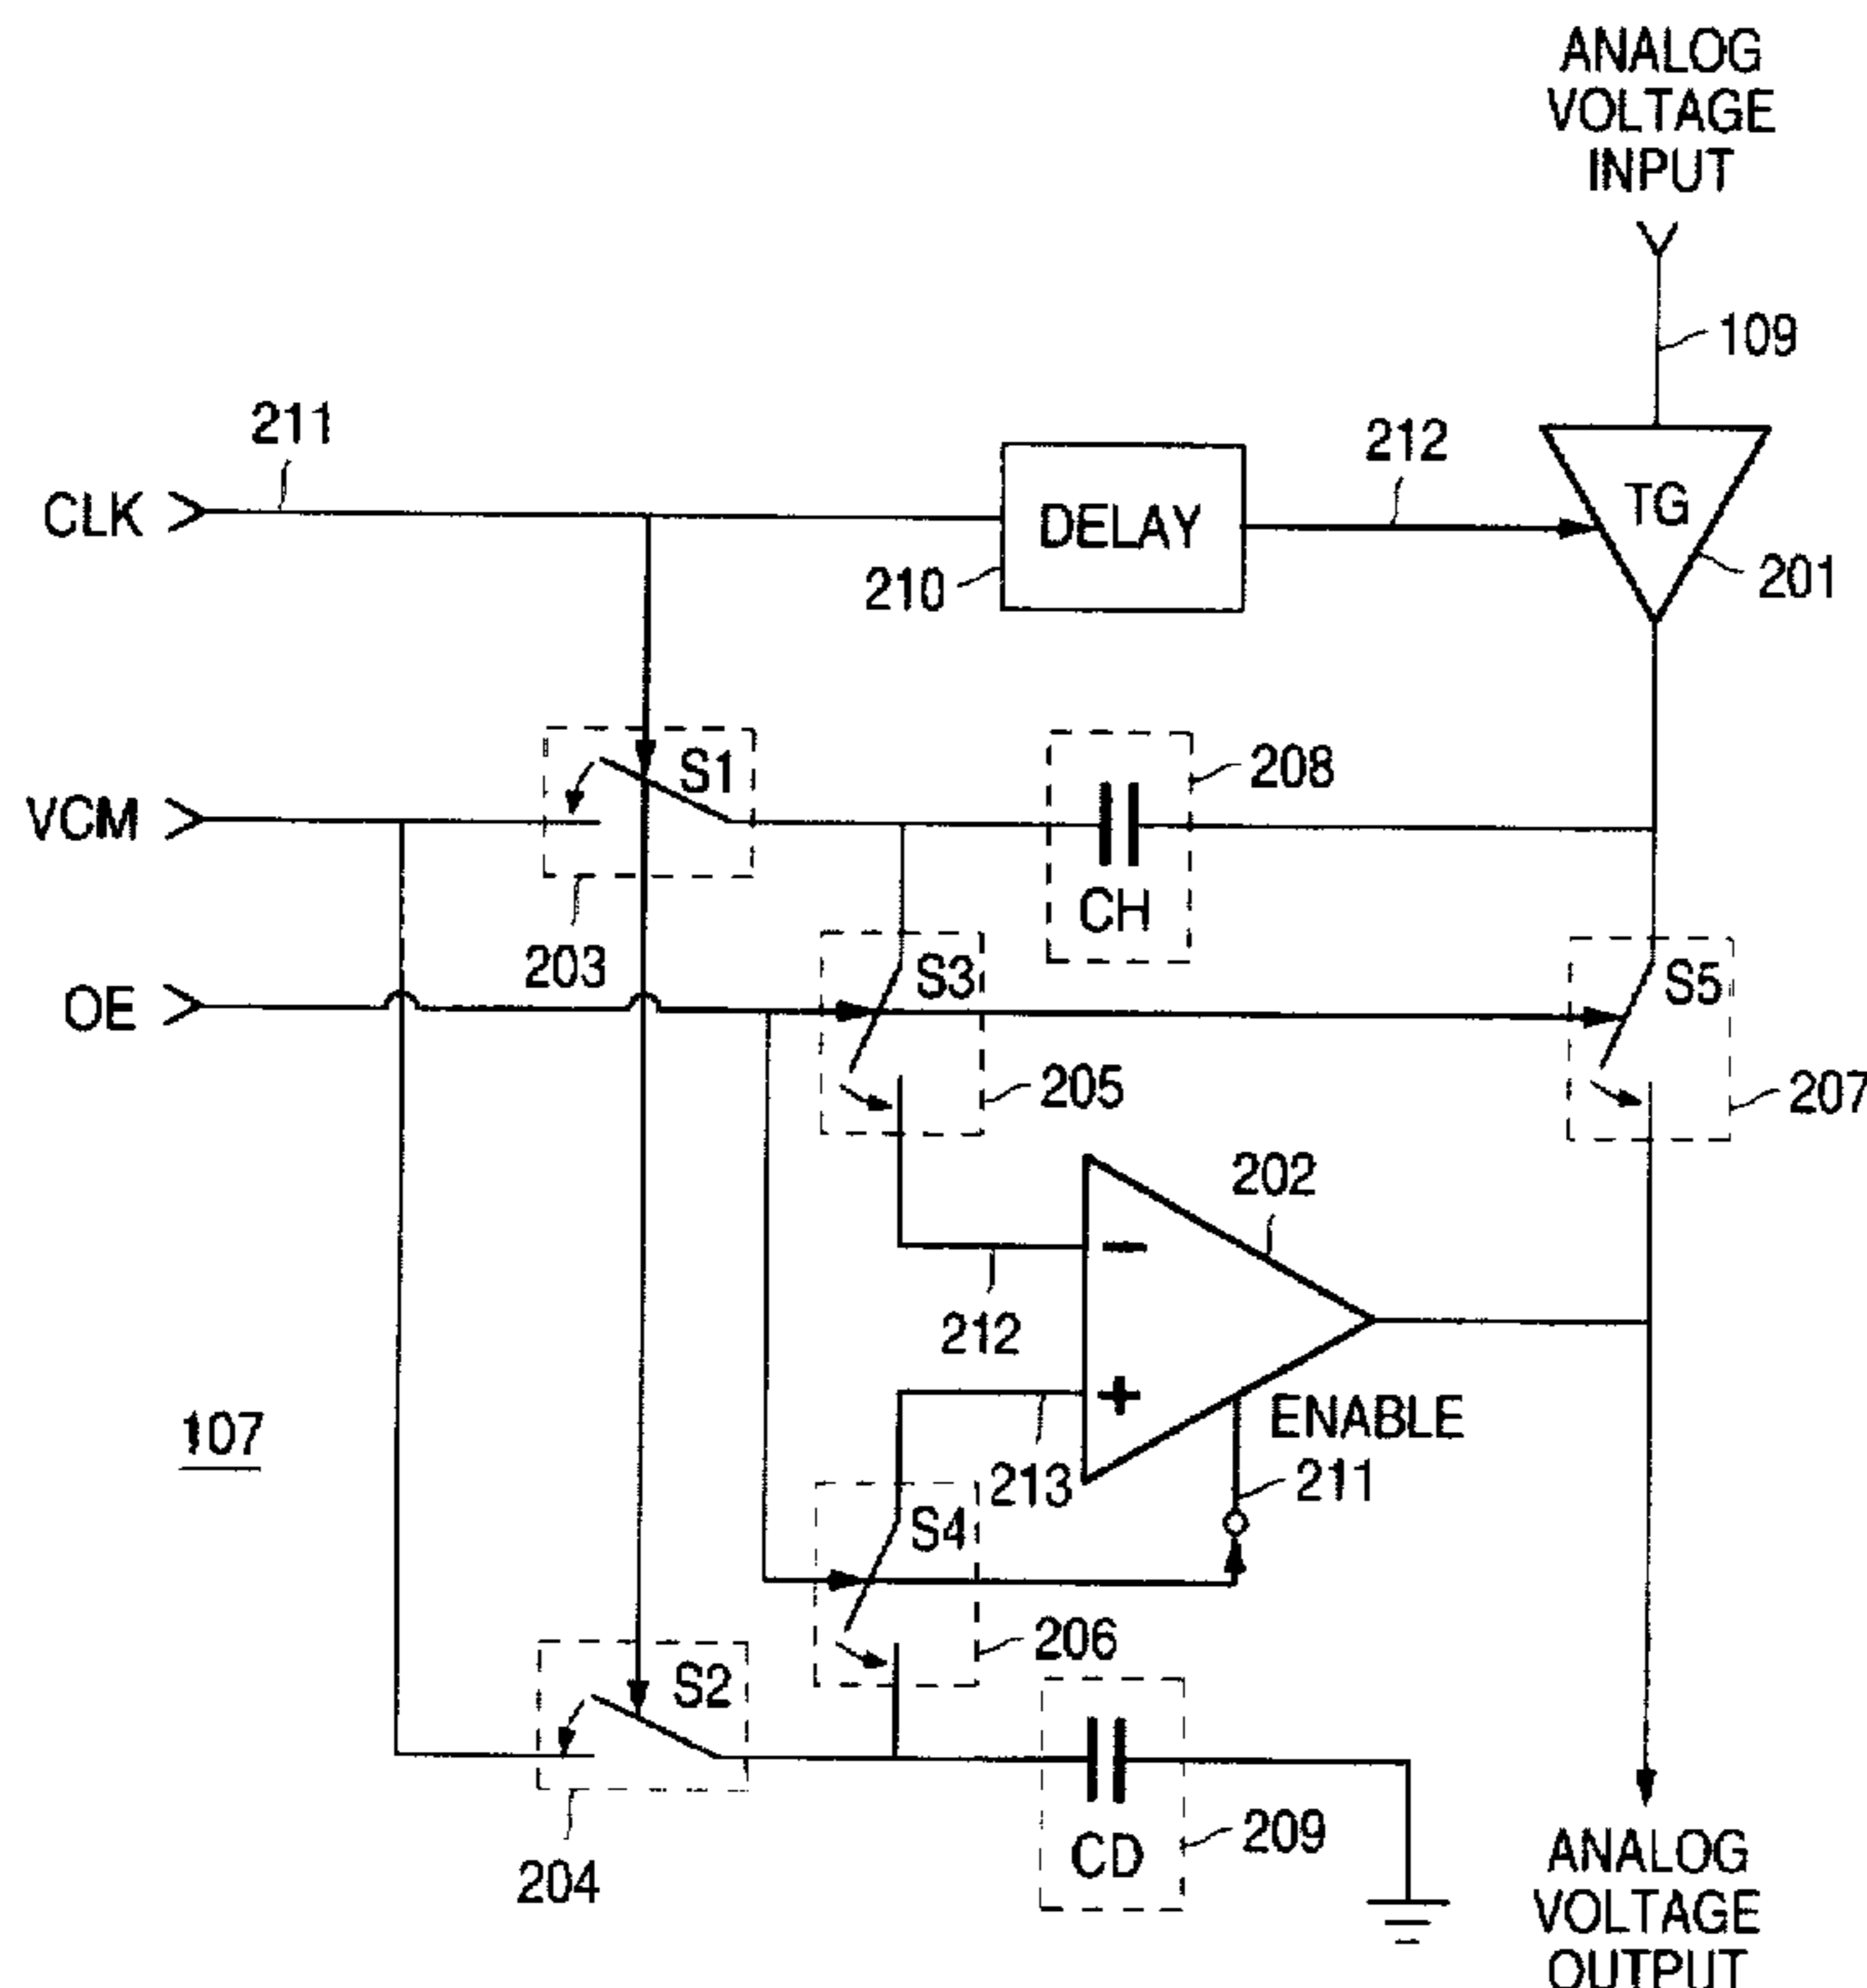 ANALOG
VOLTAGE
INPUT
109
211
212
CLK
DELAY
TG
210
201
S1
208
VCM
CH
203
S3
S5
OE
205
207
202
−
212
+
ENABLE
107
213
211
S4
206
S2
209
CD
204
ANALOG
VOLTAGE
OUTPUT